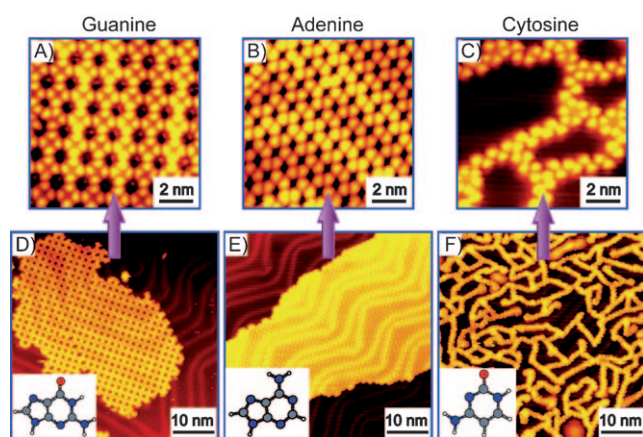 Guanine Adenine Cytosine
A) B) C)
2 nm 2 nm 2 nm
D) E) F)
10 nm 10 nm 10 nm